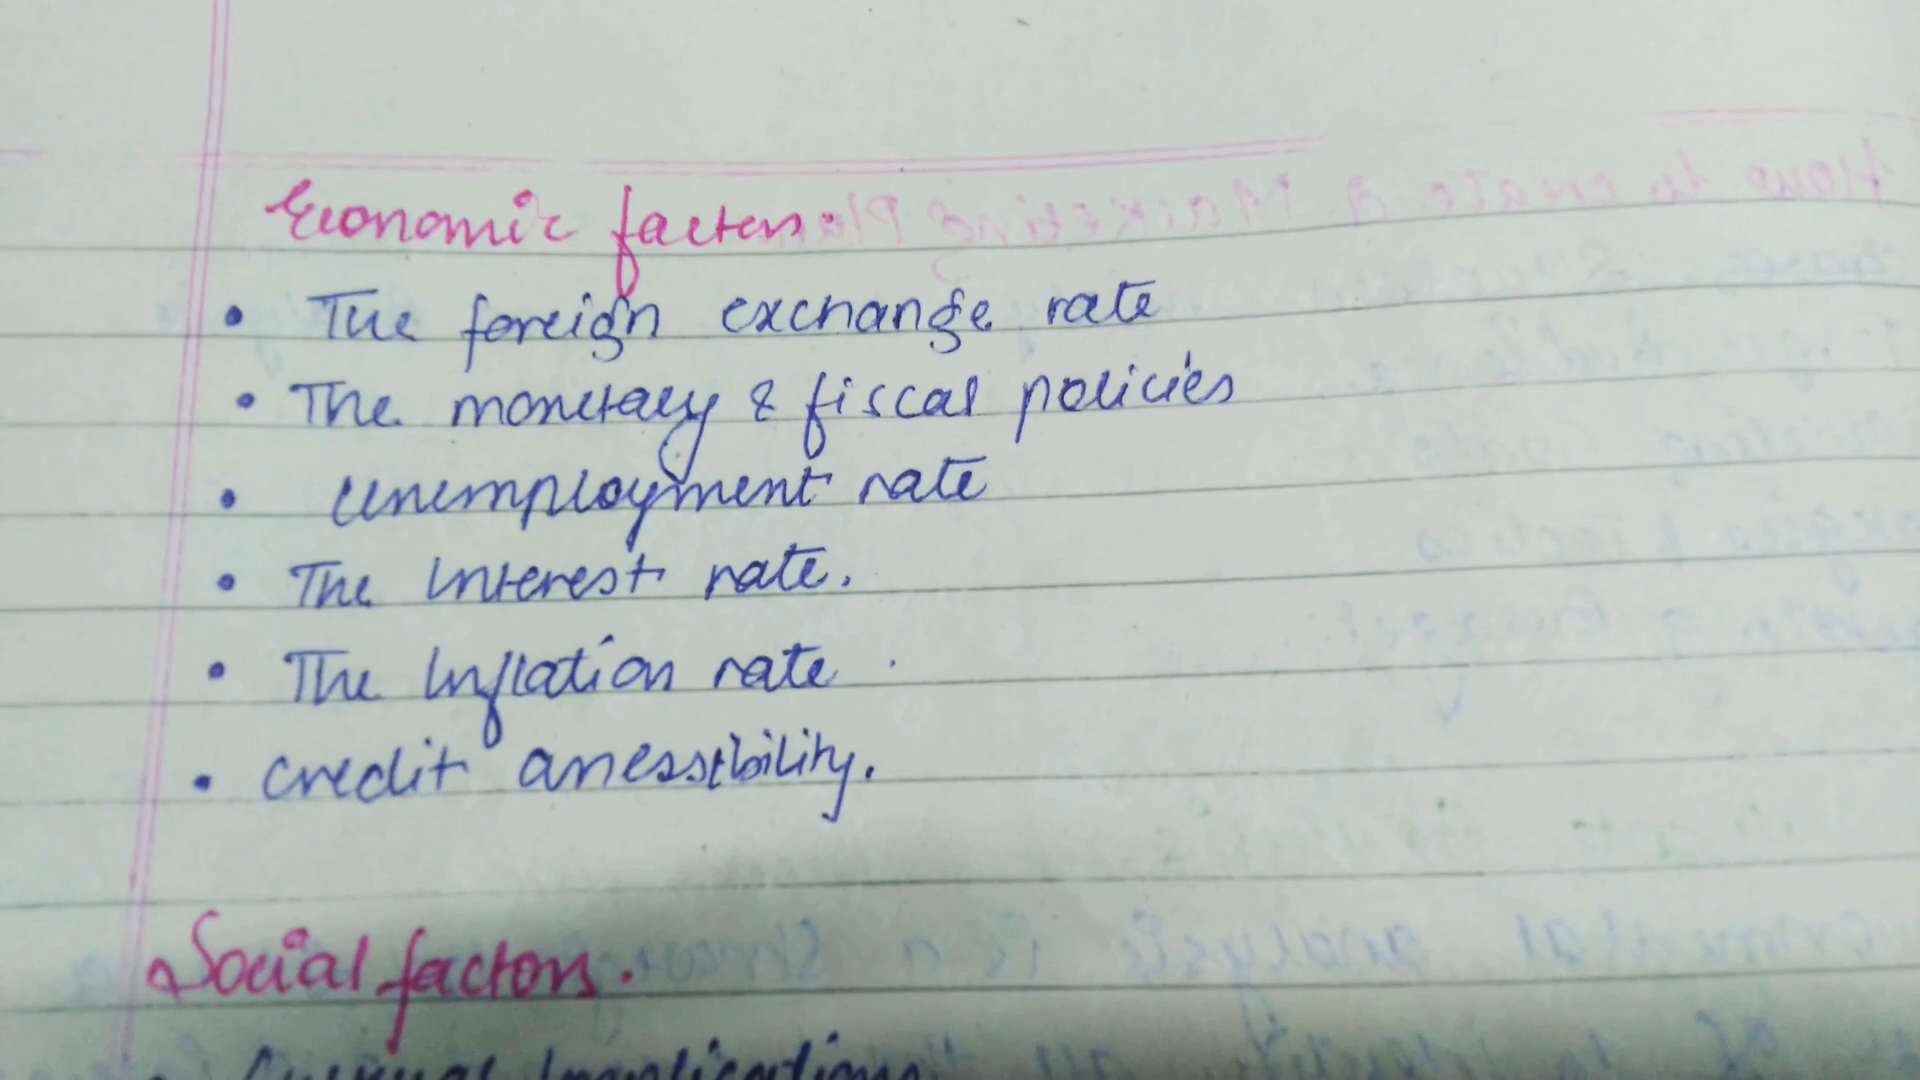 Economic factors.
• The foreign exchange rate
• The monetary & fiscal policies
• unemployment rate
• The interest rate.
• The inflation rate.
• credit anessibility.
Social factors.
implications